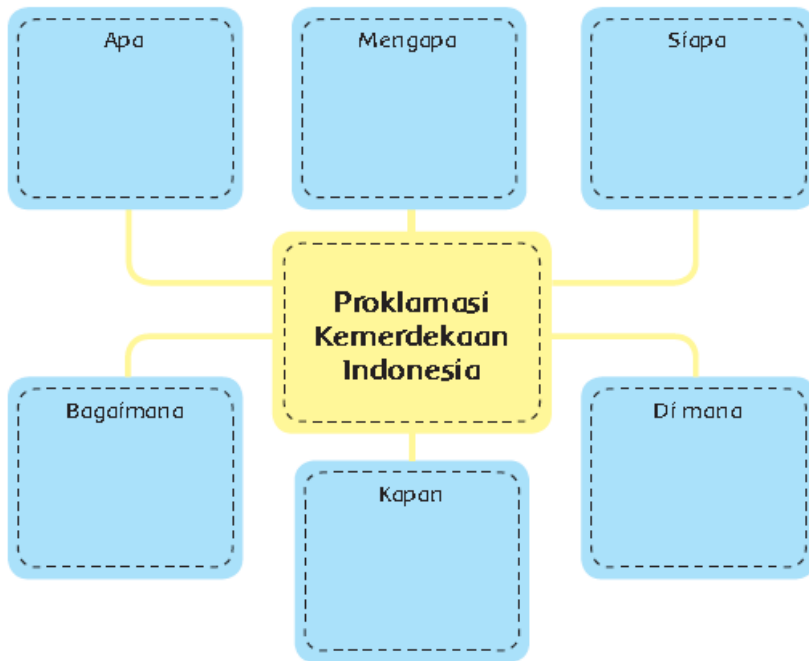 Apa
Mengapa
Siapa
Proklamasi
Kemerdekaan
Indonesia
Bagaimana
Di mana
Kapan